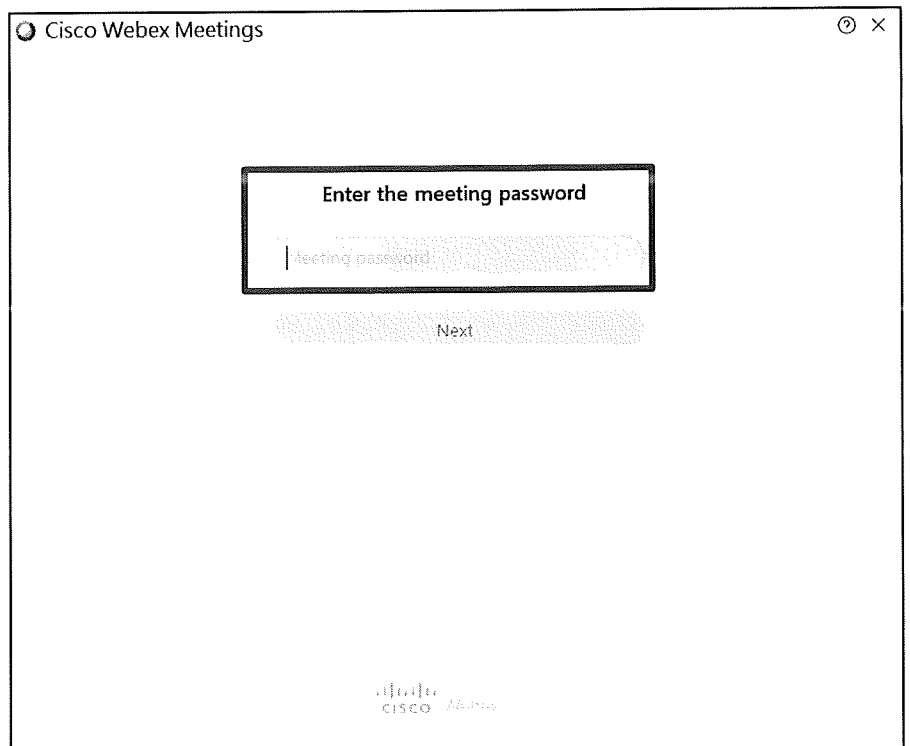 Cisco Webex Meetings
Enter the meeting password
Meeting password
Next
CISCO